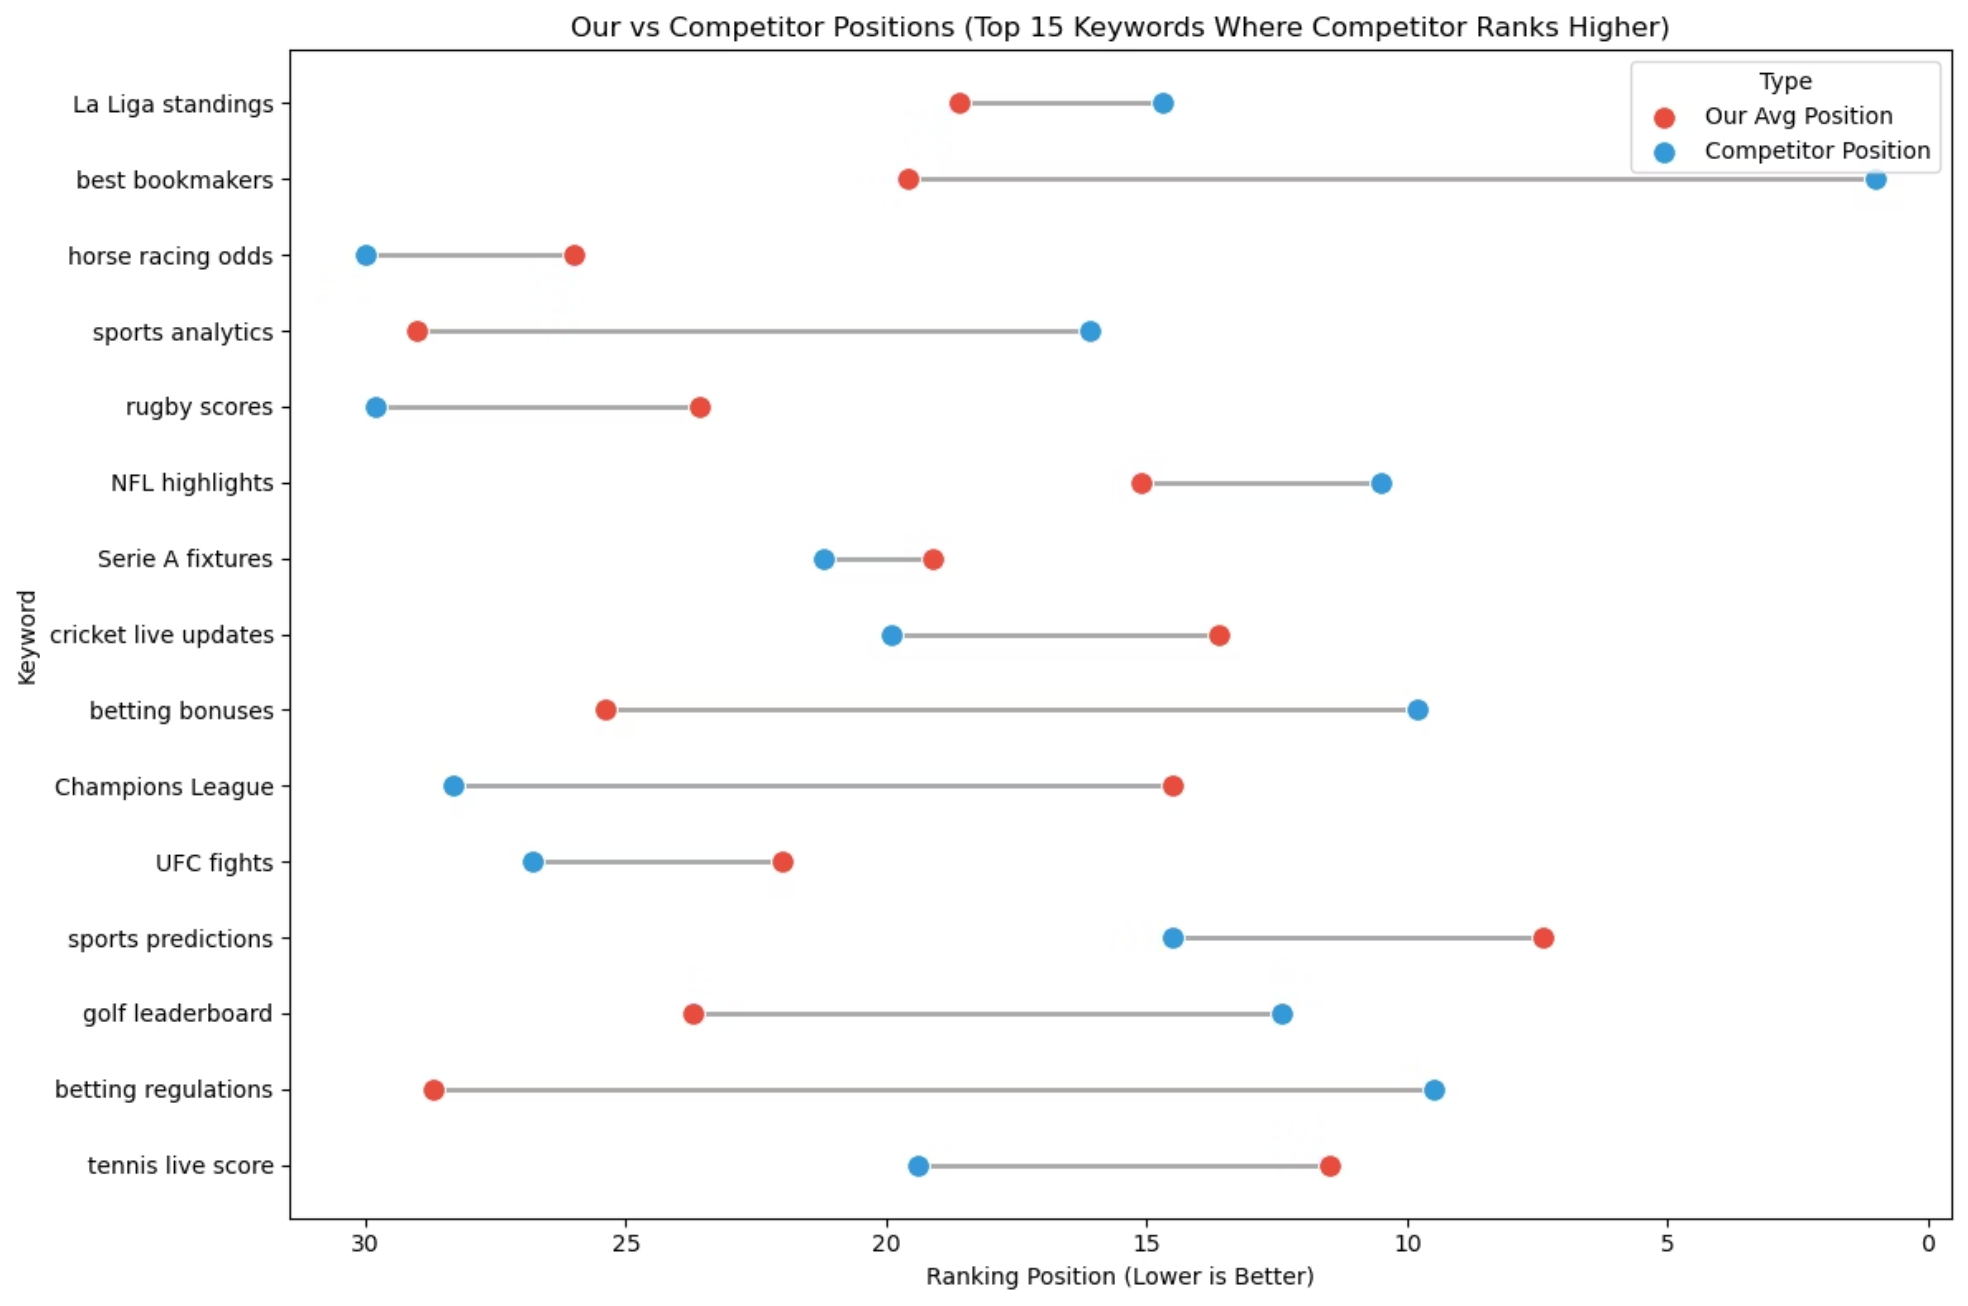 Our vs Competitor Positions (Top 15 Keywords Where Competitor Ranks Higher)
Type
Our Avg Position
Competitor Position
Keyword
La Liga standings
best bookmakers
horse racing odds
sports analytics
rugby scores
NFL highlights
Serie A fixtures
cricket live updates
betting bonuses
Champions League
UFC fights
sports predictions
golf leaderboard
betting regulations
tennis live score
30 25 20 15 10 5 0
Ranking Position (Lower is Better)